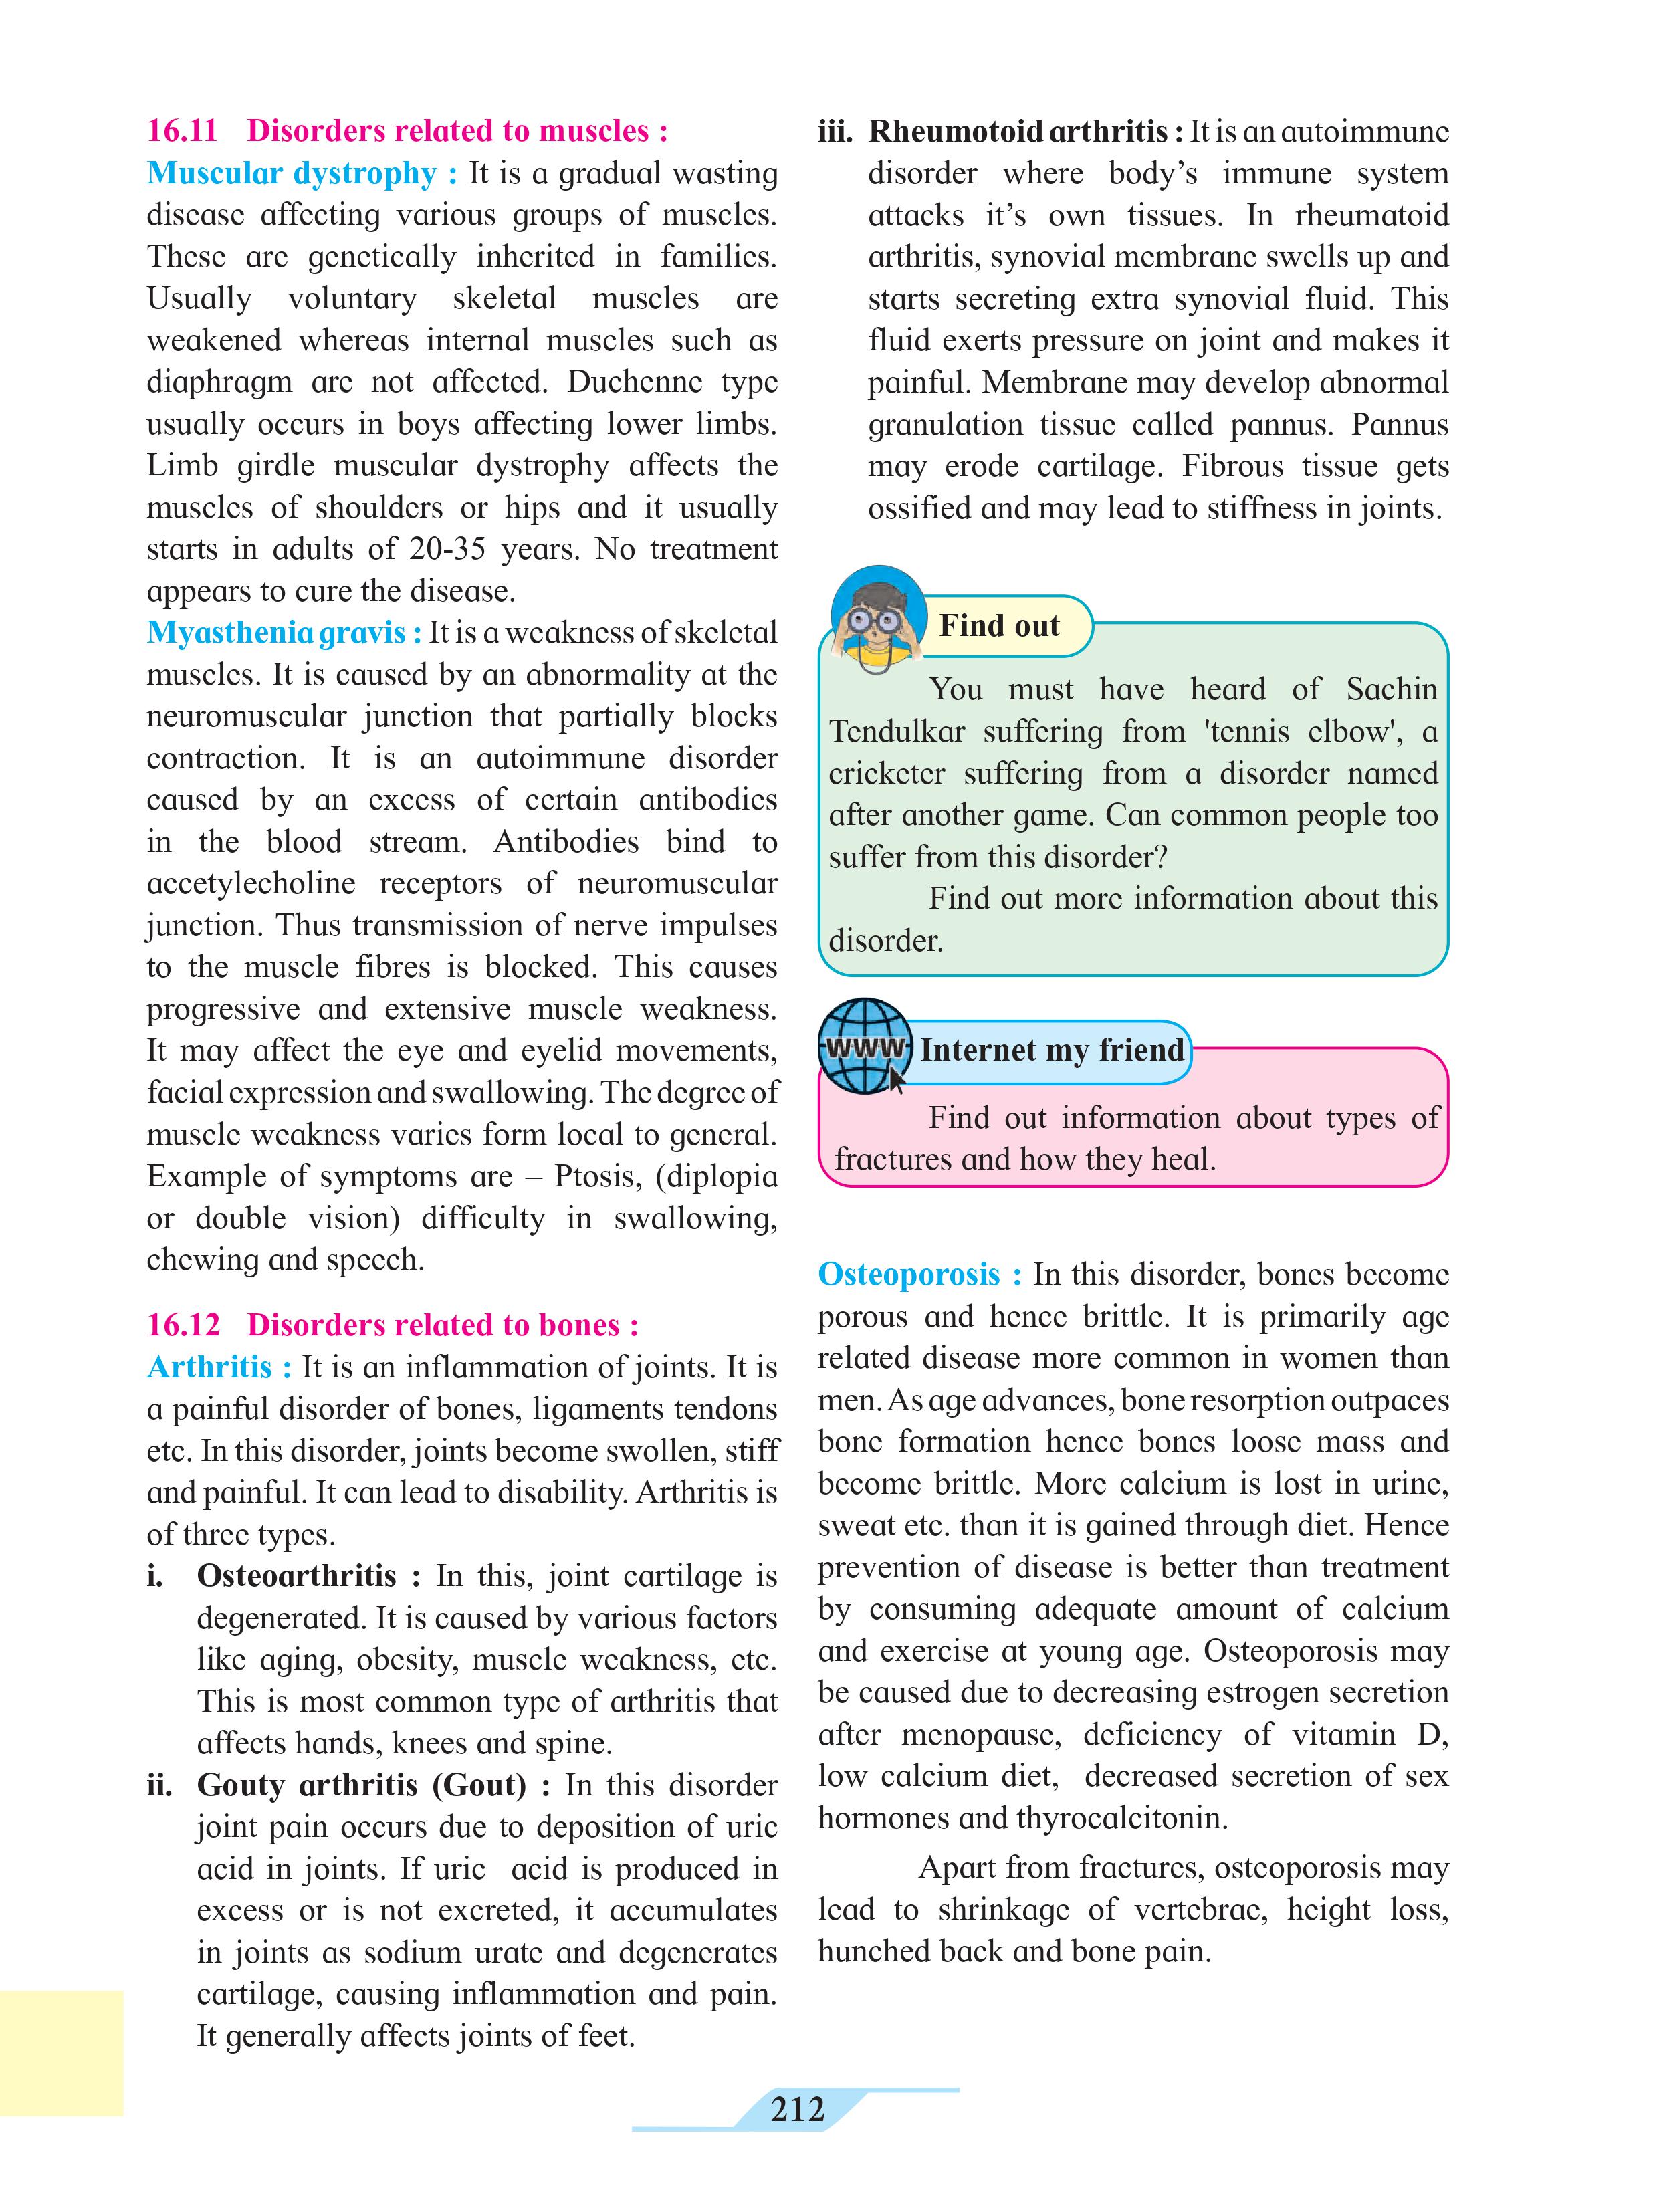 16.11 Disorders related to muscles :
Muscular dystrophy : It is a gradual wasting
disease affecting various groups of muscles.
These are genetically inherited in families.
Usually voluntary skeletal muscles are
weakened whereas internal muscles such as
diaphragm are not affected. Duchenne type
usually occurs in boys affecting lower limbs.
Limb girdle muscular dystrophy affects the
muscles of shoulders or hips and it usually
starts in adults of 20-35 years. No treatment
appears to cure the disease.
Myasthenia gravis : It is a weakness of skeletal
muscles. It is caused by an abnormality at the
neuromuscular junction that partially blocks
contraction. It is an autoimmune disorder
caused by an excess of certain antibodies
in the blood stream. Antibodies bind to
accetylecholine receptors of neuromuscular
junction. Thus transmission of nerve impulses
to the muscle fibres is blocked. This causes
progressive and extensive muscle weakness.
It may affect the eye and eyelid movements,
facial expression and swallowing. The degree of
muscle weakness varies form local to general.
Example of symptoms are – Ptosis, (diplopia
or double vision) difficulty in swallowing,
chewing and speech.
16.12 Disorders related to bones :
Arthritis : It is an inflammation of joints. It is
a painful disorder of bones, ligaments tendons
etc. In this disorder, joints become swollen, stiff
and painful. It can lead to disability. Arthritis is
of three types.
i. Osteoarthritis : In this, joint cartilage is
degenerated. It is caused by various factors
like aging, obesity, muscle weakness, etc.
This is most common type of arthritis that
affects hands, knees and spine.
ii. Gouty arthritis (Gout) : In this disorder
joint pain occurs due to deposition of uric
acid in joints. If uric acid is produced in
excess or is not excreted, it accumulates
in joints as sodium urate and degenerates
cartilage, causing inflammation and pain.
It generally affects joints of feet.
iii. Rheumotoid arthritis : It is an autoimmune
disorder where body’s immune system
attacks it’s own tissues. In rheumatoid
arthritis, synovial membrane swells up and
starts secreting extra synovial fluid. This
fluid exerts pressure on joint and makes it
painful. Membrane may develop abnormal
granulation tissue called pannus. Pannus
may erode cartilage. Fibrous tissue gets
ossified and may lead to stiffness in joints.
Find out
You must have heard of Sachin
Tendulkar suffering from 'tennis elbow', a
cricketer suffering from a disorder named
after another game. Can common people too
suffer from this disorder?
Find out more information about this
disorder.
www Internet my friend
Find out information about types of
fractures and how they heal.
Osteoporosis : In this disorder, bones become
porous and hence brittle. It is primarily age
related disease more common in women than
men. As age advances, bone resorption outpaces
bone formation hence bones loose mass and
become brittle. More calcium is lost in urine,
sweat etc. than it is gained through diet. Hence
prevention of disease is better than treatment
by consuming adequate amount of calcium
and exercise at young age. Osteoporosis may
be caused due to decreasing estrogen secretion
after menopause, deficiency of vitamin D,
low calcium diet, decreased secretion of sex
hormones and thyrocalcitonin.
Apart from fractures, osteoporosis may
lead to shrinkage of vertebrae, height loss,
hunched back and bone pain.
212